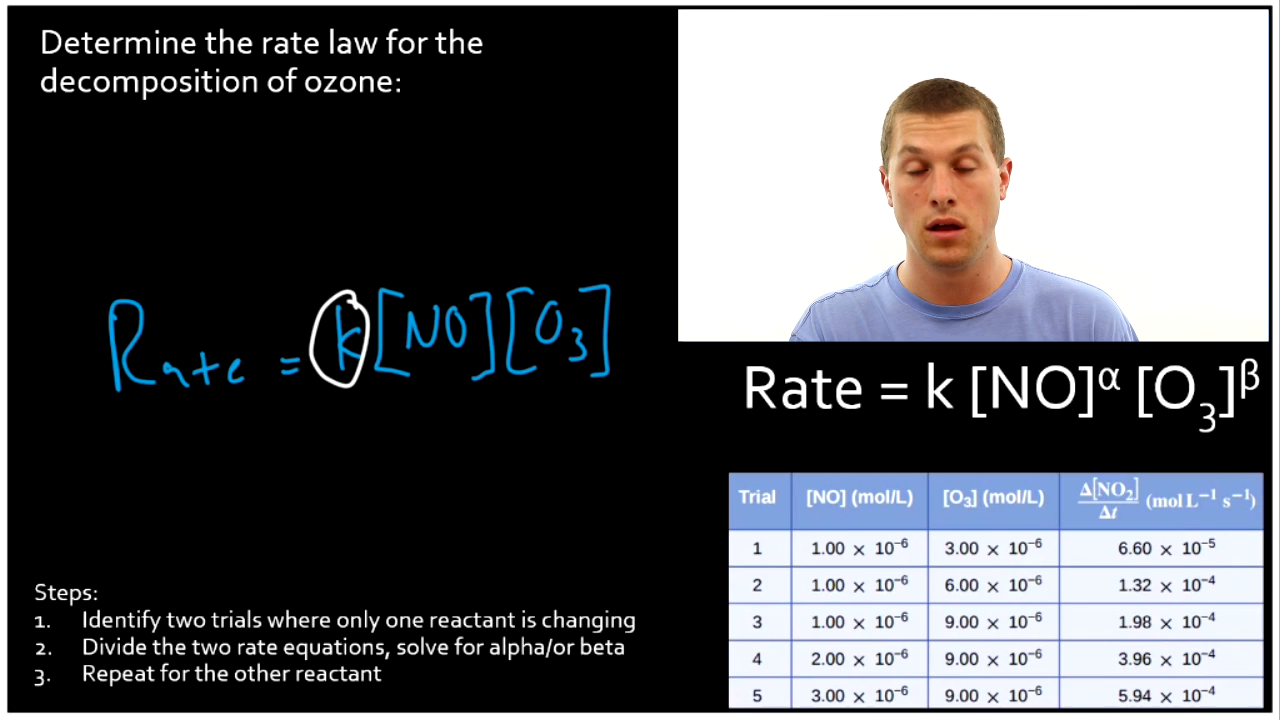 Determine the rate law for the
decomposition of ozone:
Rate = k[NO][O₃]
Rate = k [NO]ᵅ [O₃]ᵝ
Trial [NO] (mol/L) [O₃] (mol/L) Δ[NO₂]/Δt (mol L⁻¹ s⁻¹)
1 1.00 × 10⁻⁶ 3.00 × 10⁻⁶ 6.60 × 10⁻⁵
2 1.00 × 10⁻⁶ 6.00 × 10⁻⁶ 1.32 × 10⁻⁴
3 1.00 × 10⁻⁶ 9.00 × 10⁻⁶ 1.98 × 10⁻⁴
4 2.00 × 10⁻⁶ 9.00 × 10⁻⁶ 3.96 × 10⁻⁴
5 3.00 × 10⁻⁶ 9.00 × 10⁻⁶ 5.94 × 10⁻⁴
Steps:
1. Identify two trials where only one reactant is changing
2. Divide the two rate equations, solve for alpha/or beta
3. Repeat for the other reactant